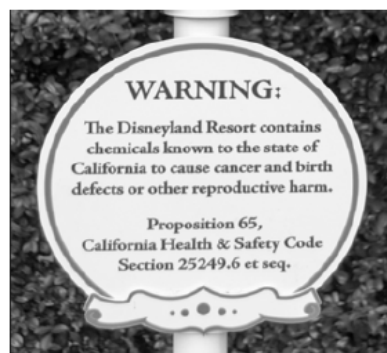 WARNING:
The Disneyland Resort contains
chemicals known to the state of
California to cause cancer and birth
defects or other reproductive harm.
Proposition 65,
California Health & Safety Code
Section 25249.6 et seq.